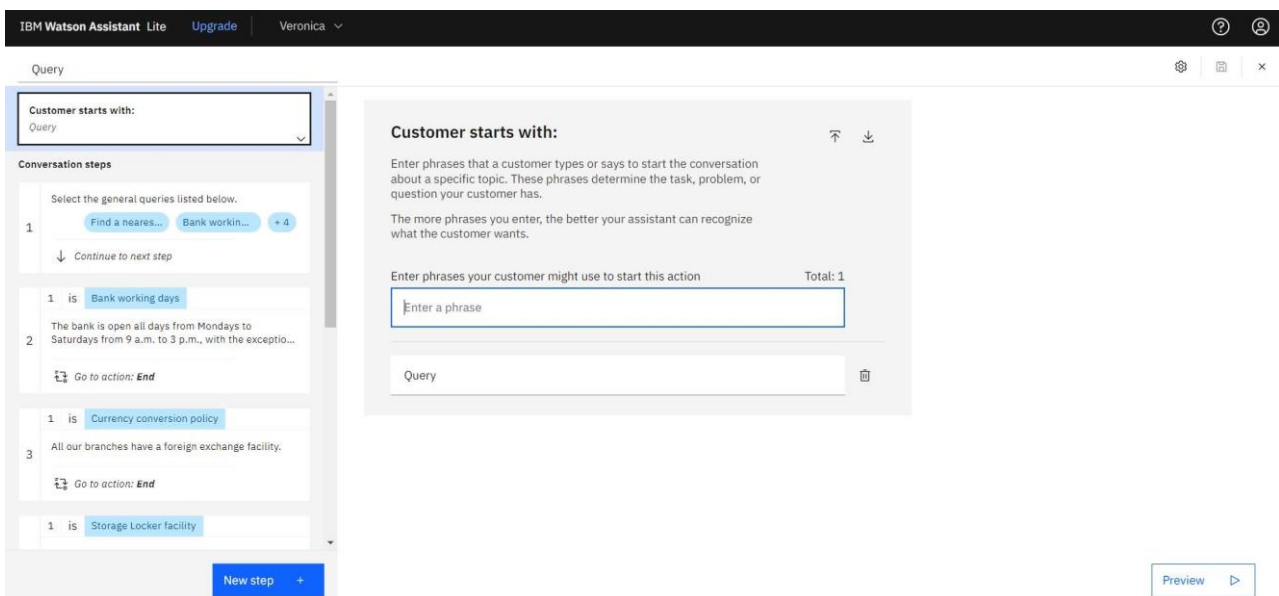 IBM Watson Assistant Lite Upgrade Veronica
Query
Customer starts with:
Query
Conversation steps
1
Select the general queries listed below.
Find a neares... Bank workin... + 4
Continue to next step
1 is Bank working days
2
The bank is open all days from Mondays to
Saturdays from 9 a.m. to 3 p.m., with the exceptio...
Go to action: End
1 is Currency conversion policy
3
All our branches have a foreign exchange facility.
Go to action: End
1 is Storage Locker facility
New step +
Customer starts with:
Enter phrases that a customer types or says to start the conversation
about a specific topic. These phrases determine the task, problem, or
question your customer has.
The more phrases you enter, the better your assistant can recognize
what the customer wants.
Enter phrases your customer might use to start this action Total: 1
Enter a phrase
Query
Preview